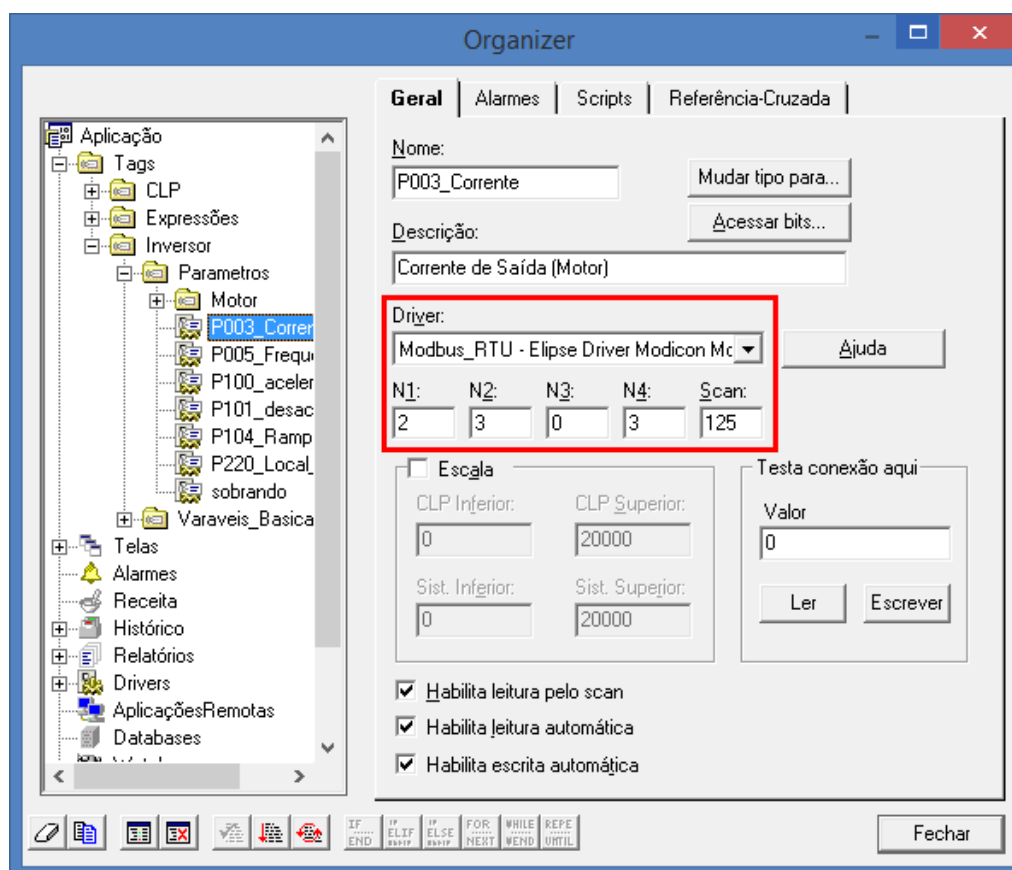 Organizer
Aplicação
Tags
CLP
Expressões
Inversor
Parametros
Motor
P003_Corren
P005_Frequ
P100_aceler
P101_desac
P104_Ramp
P220_Local_
sobrando
Varaveis_Basica
Telas
Alarmes
Receita
Histórico
Relatórios
Drivers
AplicaçõesRemotas
Databases
Geral Alarmes Scripts Referência-Cruzada
Nome:
P003_Corrente
Mudar tipo para...
Acessar bits...
Descrição:
Corrente de Saída (Motor)
Driver:
Modbus_RTU - Elipse Driver Modicon Mc
Ajuda
N1: N2: N3: N4: Scan:
2 3 0 3 125
Escala
CLP Inferior: CLP Superior:
0 20000
Sist. Inferior: Sist. Superior:
0 20000
Testa conexão aqui
Valor
0
Ler Escrever
Habilita leitura pelo scan
Habilita leitura automática
Habilita escrita automática
IF END
IF ELIF
IF ELSE
FOR NEXT
WHILE WEND
REPE UNTIL
Fechar